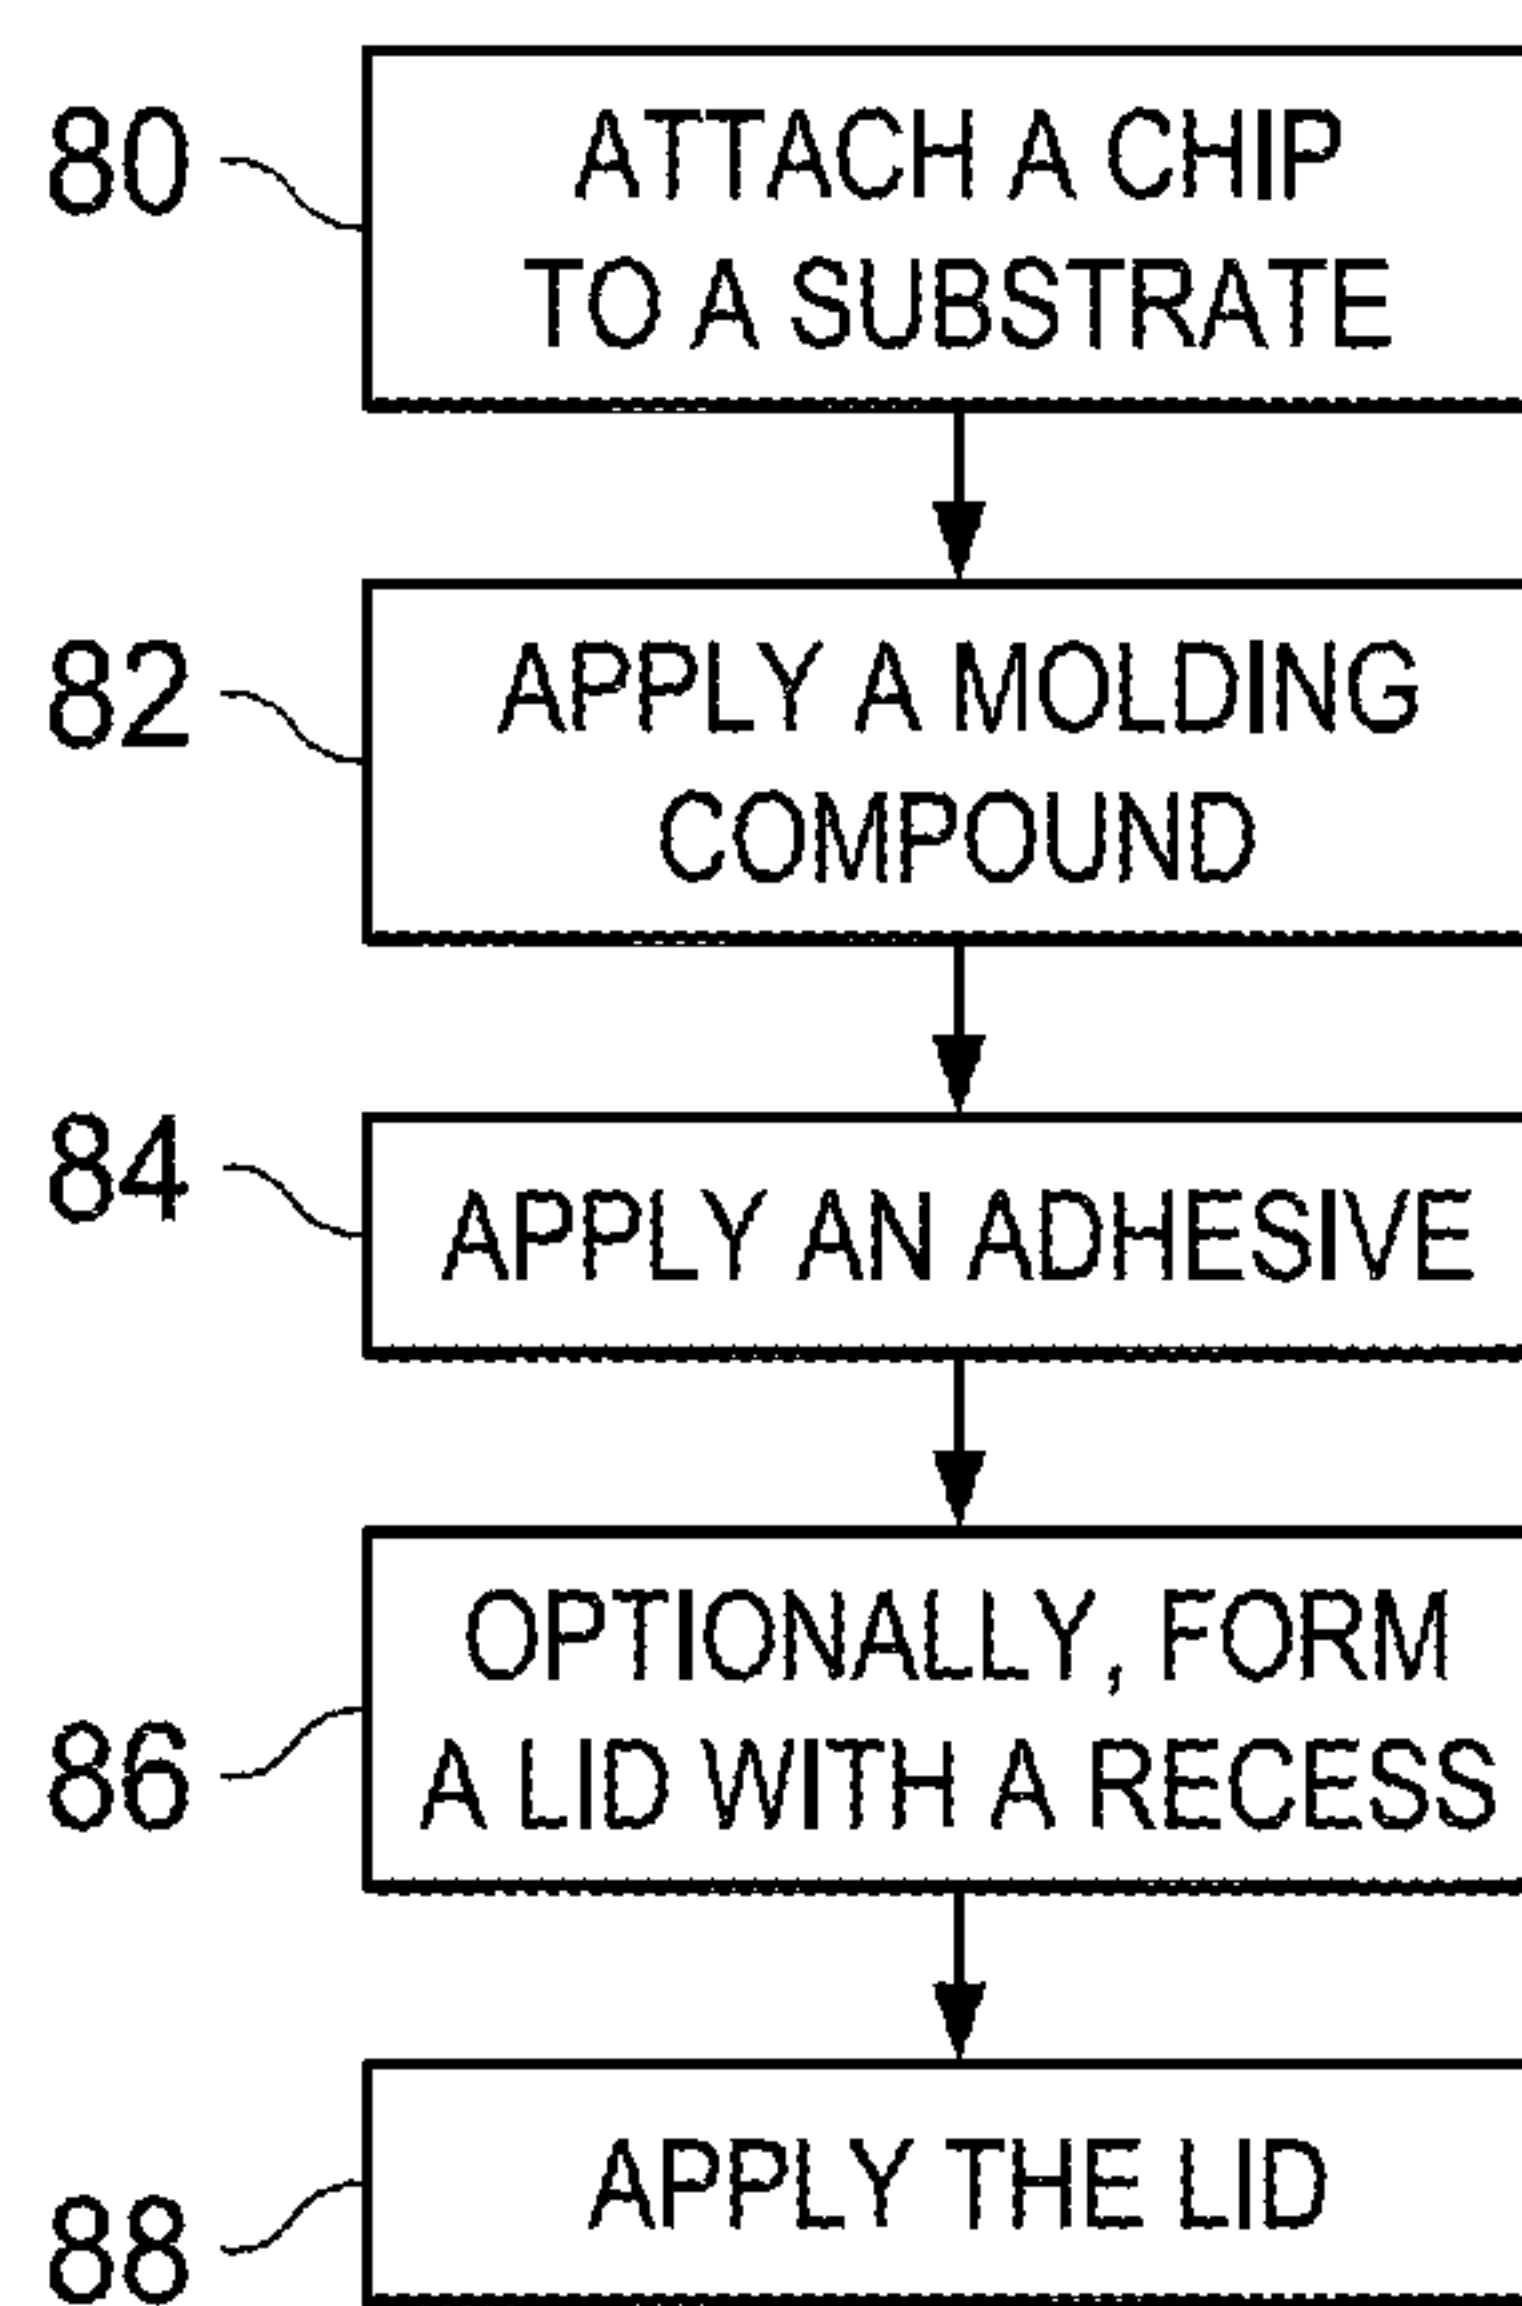 80
ATTACH A CHIP
TO A SUBSTRATE
82
APPLY A MOLDING
COMPOUND
84
APPLY AN ADHESIVE
OPTIONALLY, FORM
86
A LID WITH A RECESS
APPLY THE LID
88